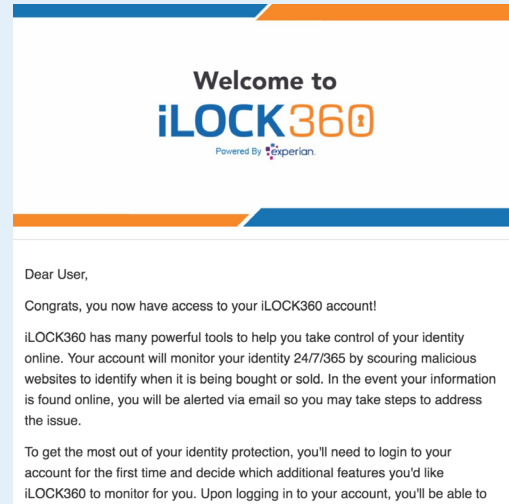 Welcome to
iLOCK360
Powered By experian.
Dear User,
Congrats, you now have access to your iLOCK360 account!
iLOCK360 has many powerful tools to help you take control of your identity
online. Your account will monitor your identity 24/7/365 by scouring malicious
websites to identify when it is being bought or sold. In the event your information
is found online, you will be alerted via email so you may take steps to address
the issue.
To get the most out of your identity protection, you'll need to login to your
account for the first time and decide which additional features you'd like
iLOCK360 to monitor for you. Upon logging in to your account, you'll be able to